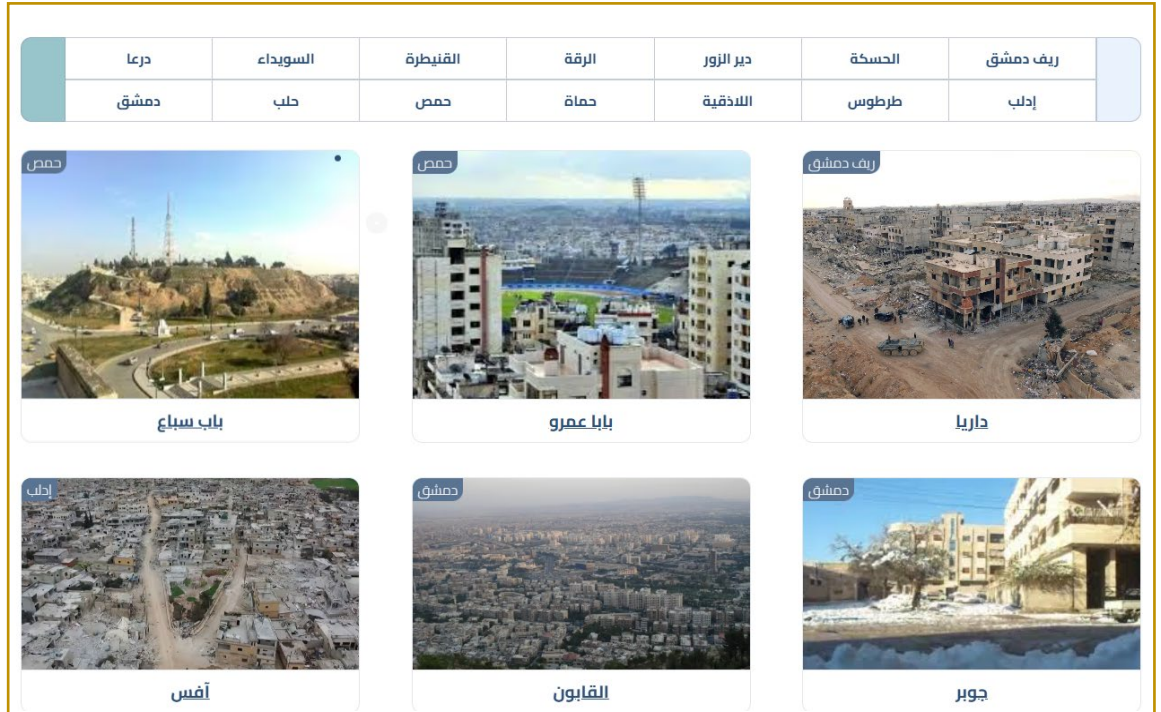 ريف دمشق الحسكة دير الزور الرقة القنيطرة السويداء درعا
إدلب طرطوس اللاذقية حماة حمص حلب دمشق
ريف دمشق
داريا
حمص
بابا عمرو
حمص
باب سباع
دمشق
جوبر
دمشق
القابون
إدلب
آفس